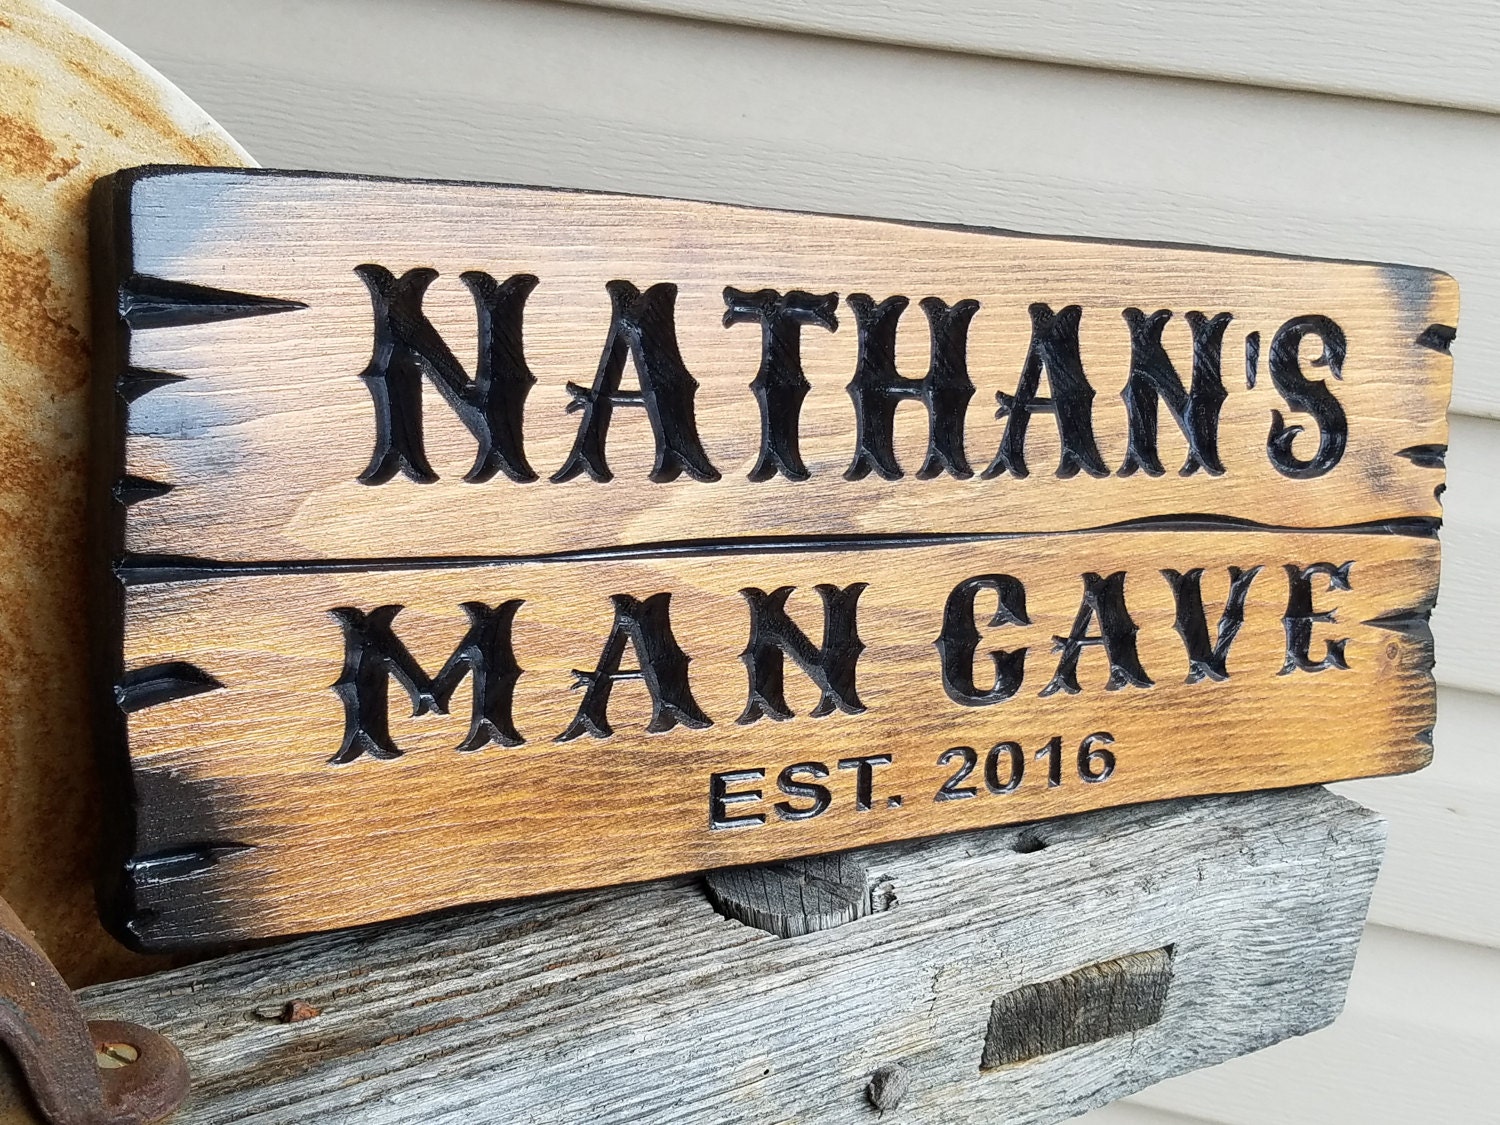 NATHAN'S
MAN CAVE
EST. 2016